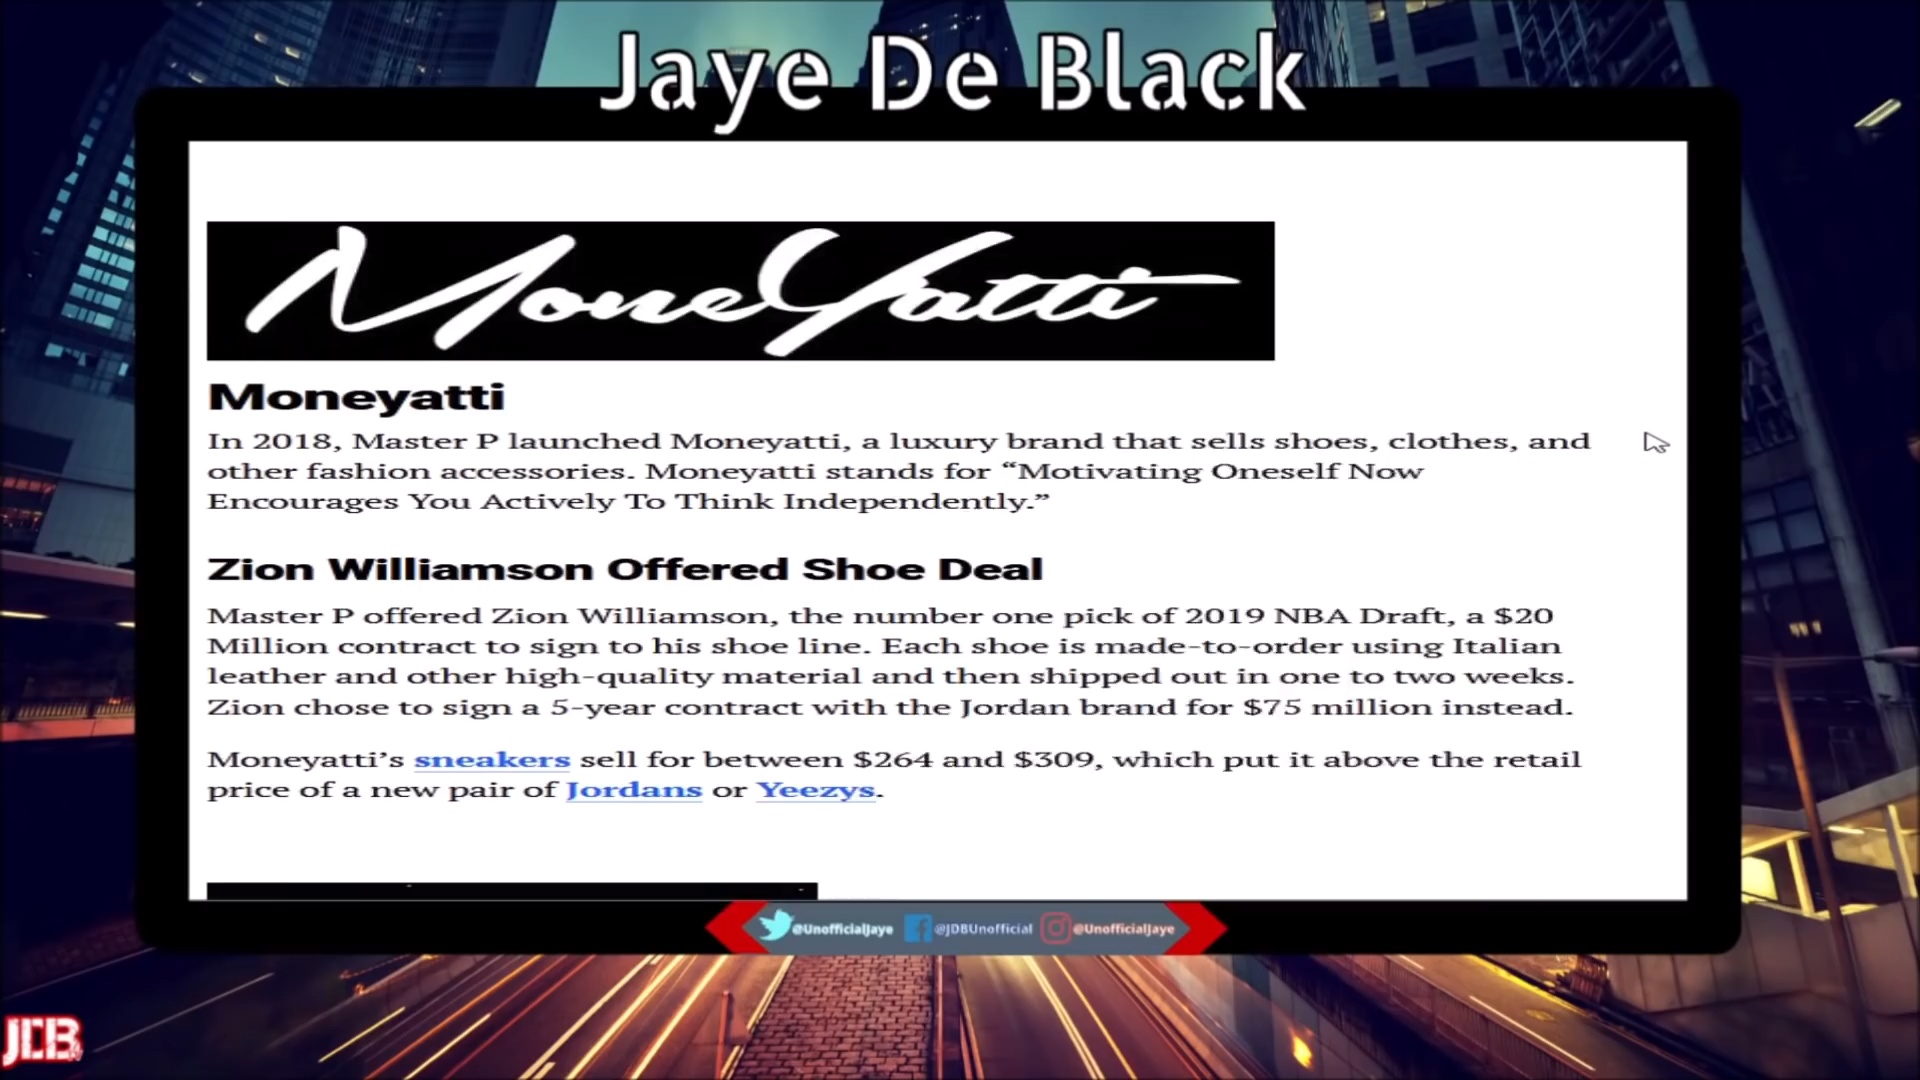 Jaye De Black
MoneYatti
Moneyatti
In 2018, Master P launched Moneyatti, a luxury brand that sells shoes, clothes, and
other fashion accessories. Moneyatti stands for “Motivating Oneself Now
Encourages You Actively To Think Independently.”
Zion Williamson Offered Shoe Deal
Master P offered Zion Williamson, the number one pick of 2019 NBA Draft, a $20
Million contract to sign to his shoe line. Each shoe is made-to-order using Italian
leather and other high-quality material and then shipped out in one to two weeks.
Zion chose to sign a 5-year contract with the Jordan brand for $75 million instead.
Moneyatti’s sneakers sell for between $264 and $309, which put it above the retail
price of a new pair of Jordans or Yeezys.
@UnofficialJaye @JDBUnofficial @UnofficialJaye